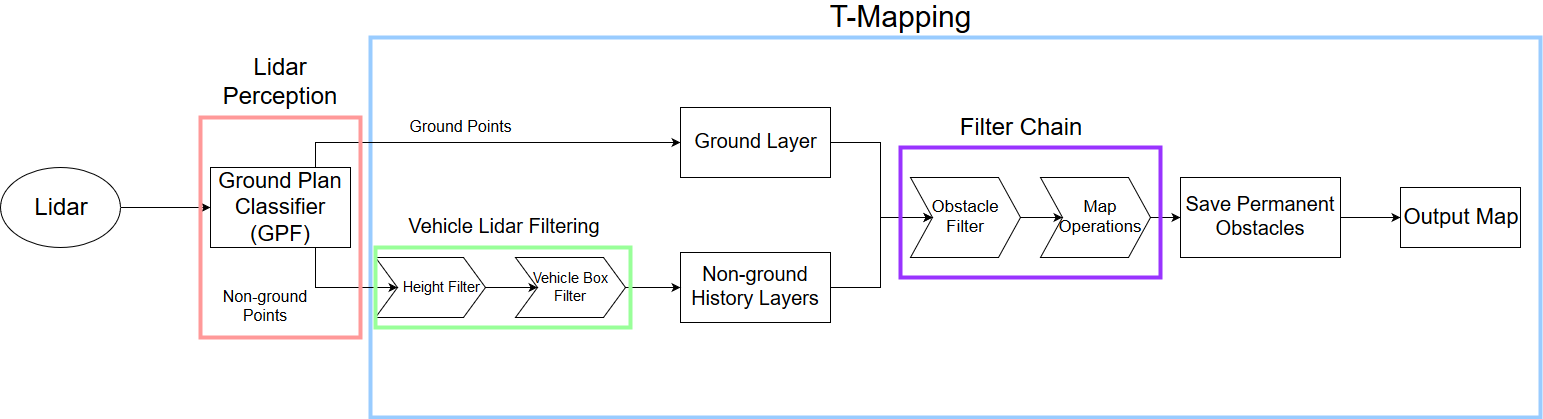 T-Mapping
Lidar
Perception
Ground Points
Filter Chain
Ground Layer
Lidar
Ground Plan
Classifier
(GPF)
Vehicle Lidar Filtering
Obstacle
Filter
Map
Operations
Save Permanent
Obstacles
Output Map
Non-ground
Points
Height Filter
Vehicle Box
Filter
Non-ground
History Layers